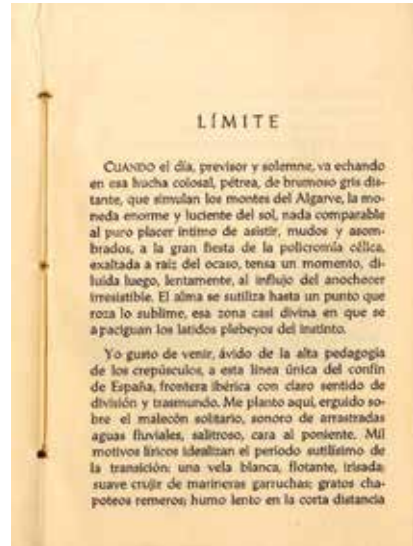 LÍMITE
CUANDO el día, previsor y solemne, va echando
en esa hucha colosal, pétrea, de brumoso gris dis-
tante, que simulan los montes del Algarve, la mo-
neda enorme y luciente del sol, nada comparable
al puro placer íntimo de asistir, mudos y asom-
brados, a la gran fiesta de la policromía célica,
exaltada a raíz del ocaso, tensa un momento, di-
luida luego, lentamente, al influjo del anochecer
irresistible. El alma se sutiliza hasta un punto que
roza lo sublime, esa zona casi divina en que se
apaciguan los latidos plebeyos del instinto.
Yo gusto de venir, ávido de la alta pedagogía
de los crepúsculos, a esta línea única del confín
de España, frontera ibérica con claro sentido de
división y trasmundo. Me planto aquí, erguido so-
bre el malecón solitario, sonoro de arrastradas
aguas fluviales, salitroso, cara al poniente. Mil
motivos líricos idealizan el período sutilísimo de
la transición: una vela blanca, flotante, irisada;
suave crujir de marineras garruchas; gratos cha-
poteos remeros; humo lento en la corta distancia